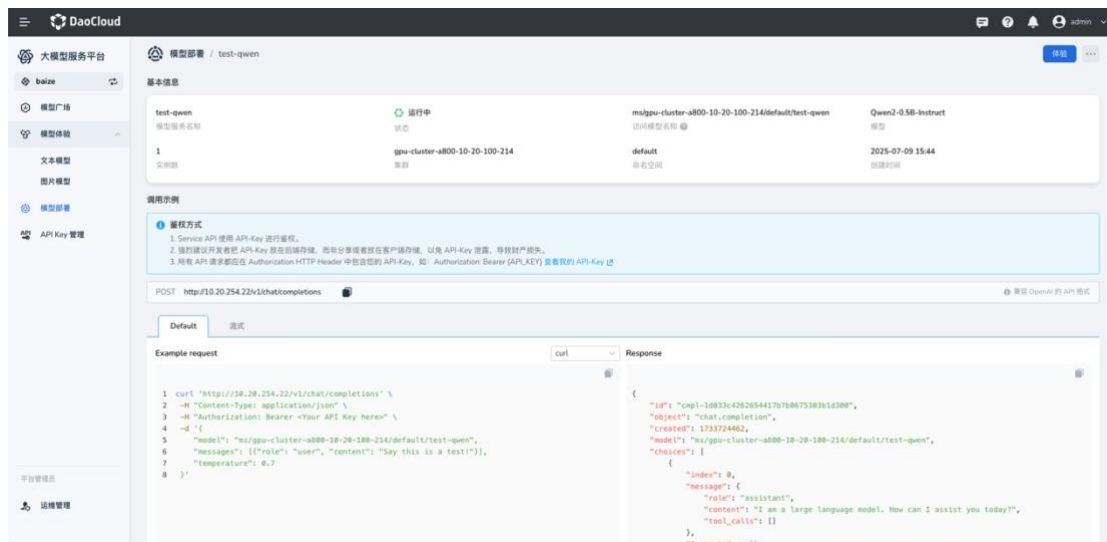 DaoCloud
admin
大模型服务平台
模型部署 / test-qwen
体验
baize
基本信息
模型广场
test-qwen
运行中
ms/gpu-cluster-a800-10-20-100-214/default/test-qwen
Qwen2-0.5B-Instruct
模型服务名称
状态
访问模型名称
模型
模型体验
1
gpu-cluster-a800-10-20-100-214
default
2025-07-09 15:44
实例数
集群
命名空间
创建时间
文本模型
图片模型
模型部署
API Key 管理
调用示例
鉴权方式
1. Service API 使用 API-Key 进行鉴权。
2. 强烈建议开发者把 API-Key 放在后端存储，而非分享或者放在客户端存储，以免 API-Key 泄露，导致财产损失。
3. 所有 API 请求都应在 Authorization HTTP Header 中包含您的 API-Key，如：Authorization: Bearer {API_KEY} 查看我的 API-Key
POST http://10.20.254.22/v1/chat/completions
兼容 OpenAI 的 API 格式
Default
流式
Example request
curl
Response
1 curl 'http://10.20.254.22/v1/chat/completions' \
2 -H "Content-Type: application/json" \
3 -H "Authorization: Bearer <Your API Key here>" \
4 -d '{
5 "model": "ms/gpu-cluster-a800-10-20-100-214/default/test-qwen",
6 "messages": [{"role": "user", "content": "Say this is a test!"}],
7 "temperature": 0.7
8 }'
{
"id": "cmpl-1d033c4262654417b7b0675303b1d300",
"object": "chat.completion",
"created": 1733724462,
"model": "ms/gpu-cluster-a800-10-20-100-214/default/test-qwen",
"choices": [
{
"index": 0,
"message": {
"role": "assistant",
"content": "I am a large language model. How can I assist you today?",
"tool_calls": []
},
平台管理员
运维管理